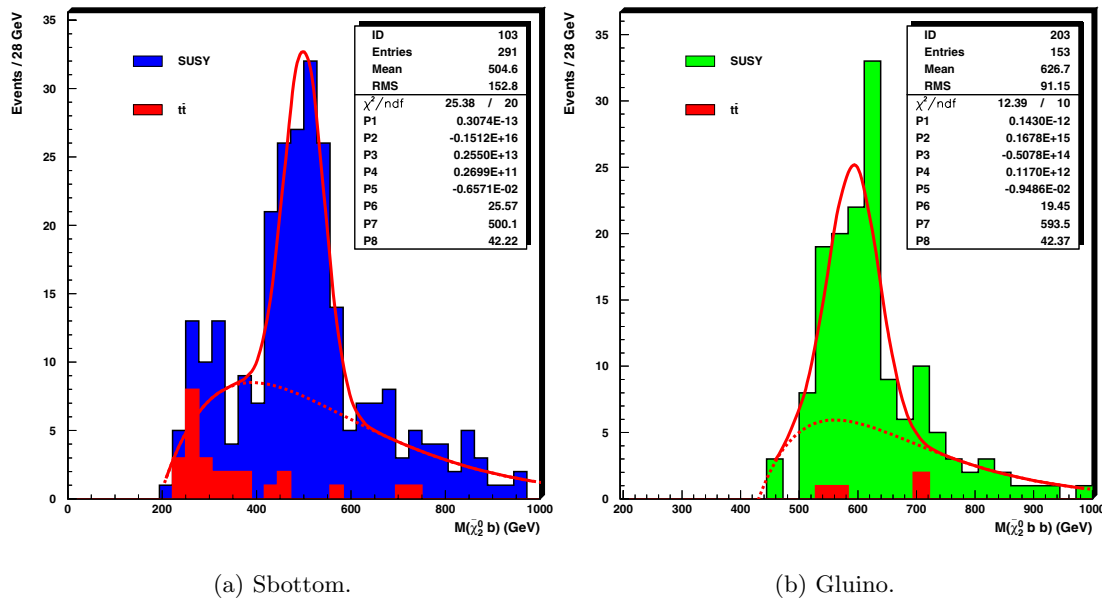 Events / 28 GeV
35
30
25
20
15
10
5
0
0 200 400 600 800 1000
M(χ̃₂⁰ b) (GeV)
SUSY
tt̄
ID 103
Entries 291
Mean 504.6
RMS 152.8
χ²/ndf 25.38 / 20
P1 0.3074E-13
P2 -0.1512E+16
P3 0.2550E+13
P4 0.2699E+11
P5 -0.6571E-02
P6 25.57
P7 500.1
P8 42.22
(a) Sbottom.
Events / 28 GeV
35
30
25
20
15
10
5
0
200 200 400 600 800 1000
M(χ̃₂⁰ b b) (GeV)
SUSY
tt̄
ID 203
Entries 153
Mean 626.7
RMS 91.15
χ²/ndf 12.39 / 10
P1 0.1430E-12
P2 0.1678E+15
P3 -0.5078E+14
P4 0.1170E+12
P5 -0.9486E-02
P6 19.45
P7 593.5
P8 42.37
(b) Gluino.